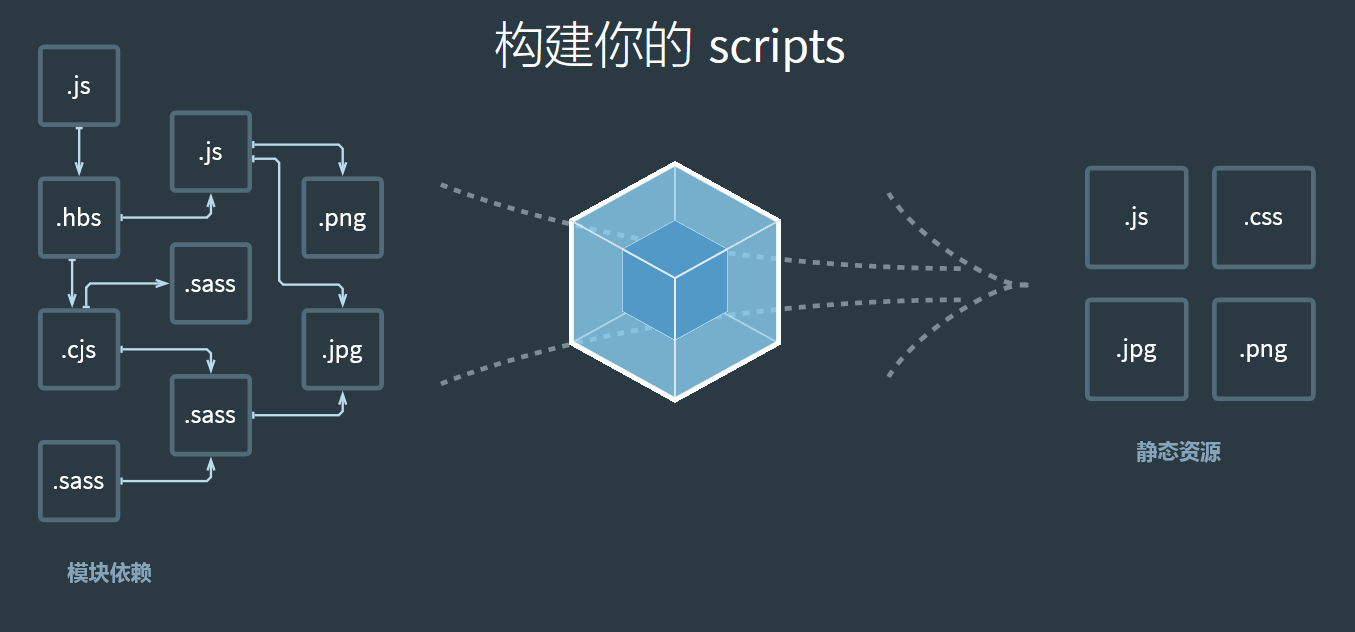 构建你的 scripts
.js
.js
.hbs
.png
.sass
.cjs
.jpg
.sass
.sass
模块依赖
.js
.css
.jpg
.png
静态资源